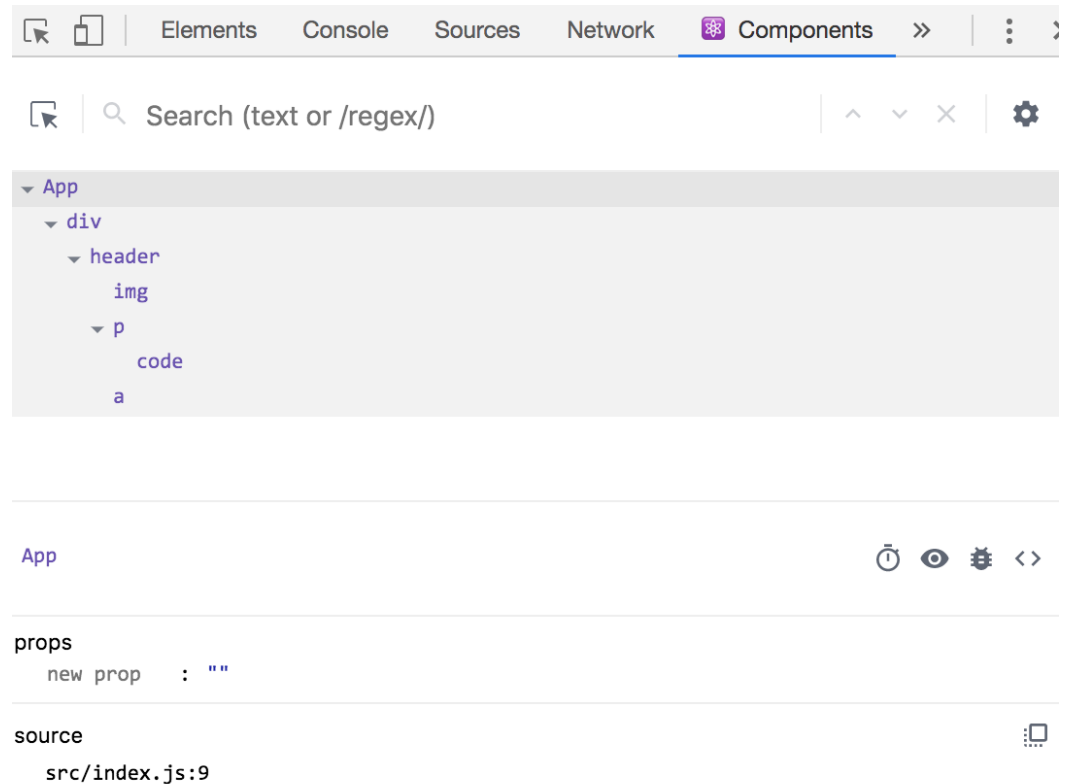 Elements Console Sources Network Components »
Search (text or /regex/)
App
div
header
img
p
code
a
App
props
new prop : ""
source
src/index.js:9